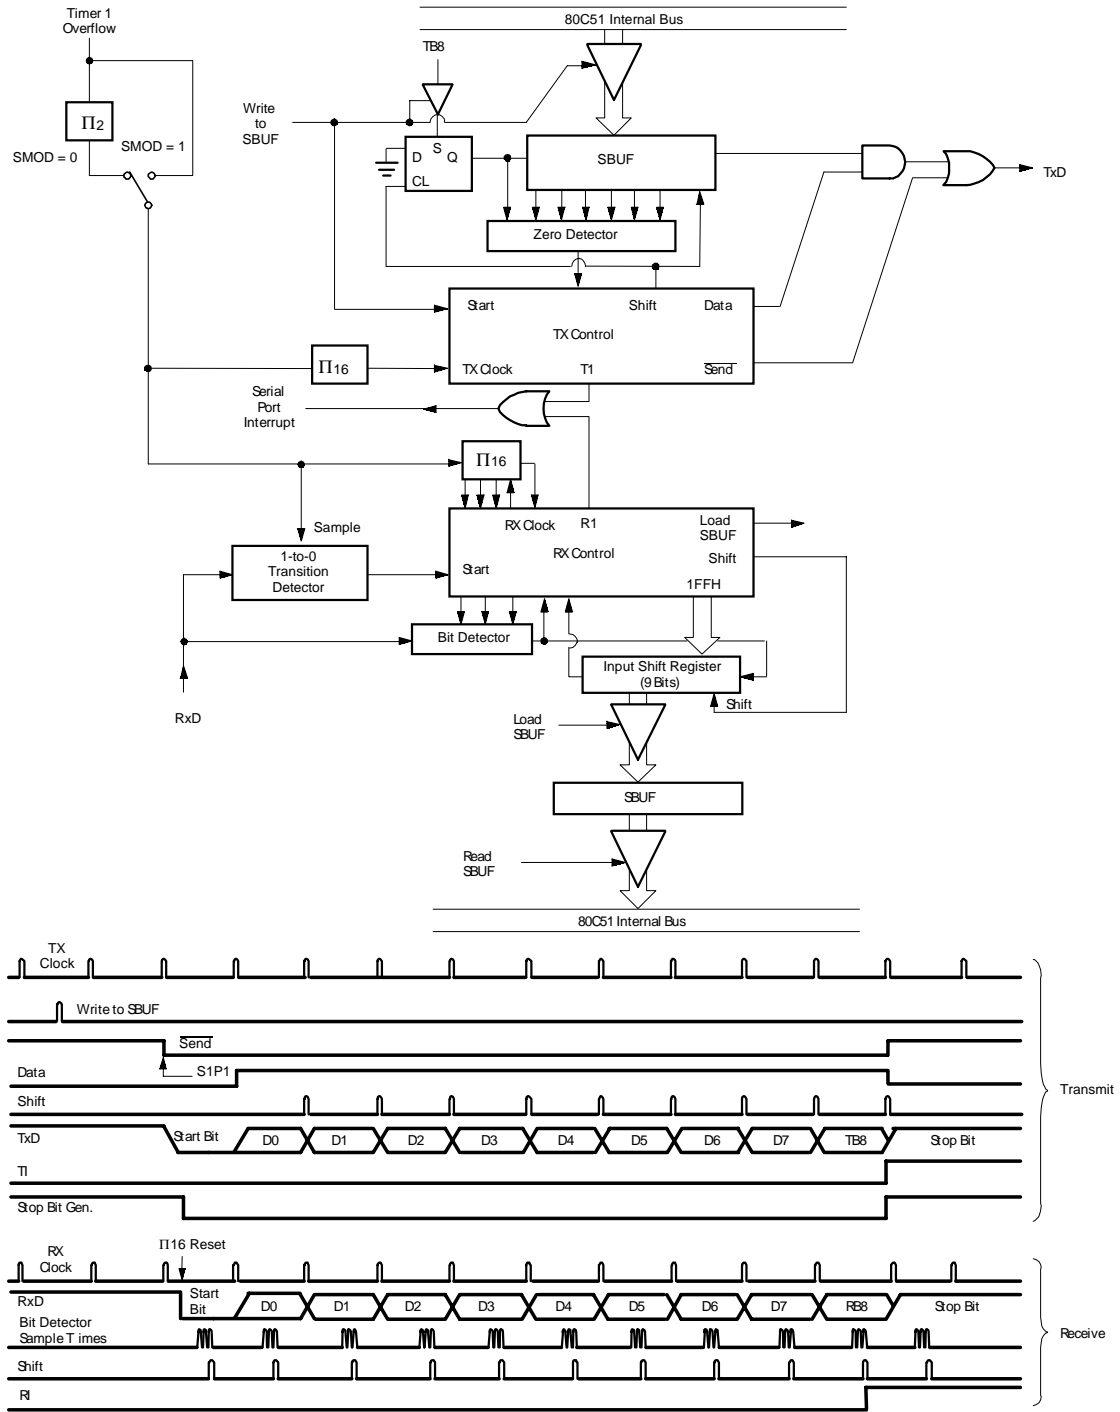 Timer 1
Overflow
80C51 Internal Bus
TB8
Write
to
SBUF
Π2
SMOD = 0
SMOD = 1
S
D
Q
CL
SBUF
TxD
Zero Detector
Start
Shift
Data
TX Control
Π16
TX Clock
T1
Send
Serial
Port
Interrupt
Π16
Sample
RX Clock
R1
Load
SBUF
RX Control
Shift
1-to-0
Transition
Detector
Start
1FFH
Bit Detector
Input Shift Register
(9 Bits)
Shift
RxD
Load
SBUF
SBUF
Read
SBUF
80C51 Internal Bus
TX
Clock
Write to SBUF
Send
S1P1
Data
Transmit
Shift
TxD
Start Bit
D0
D1
D2
D3
D4
D5
D6
D7
TB8
Stop Bit
TI
Stop Bit Gen.
Π16 Reset
RX
Clock
RxD
Start
Bit
D0
D1
D2
D3
D4
D5
D6
D7
RB8
Stop Bit
Bit Detector
Sample Times
Receive
Shift
RI